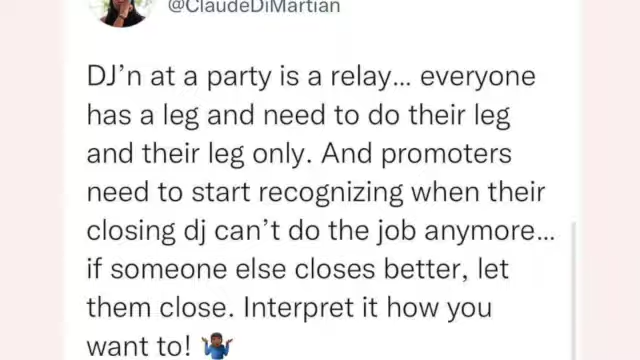 @ClaudeDiMartian
DJ’n at a party is a relay... everyone
has a leg and need to do their leg
and their leg only. And promoters
need to start recognizing when their
closing dj can’t do the job anymore...
if someone else closes better, let
them close. Interpret it how you
want to! 🤷🏾‍♂️